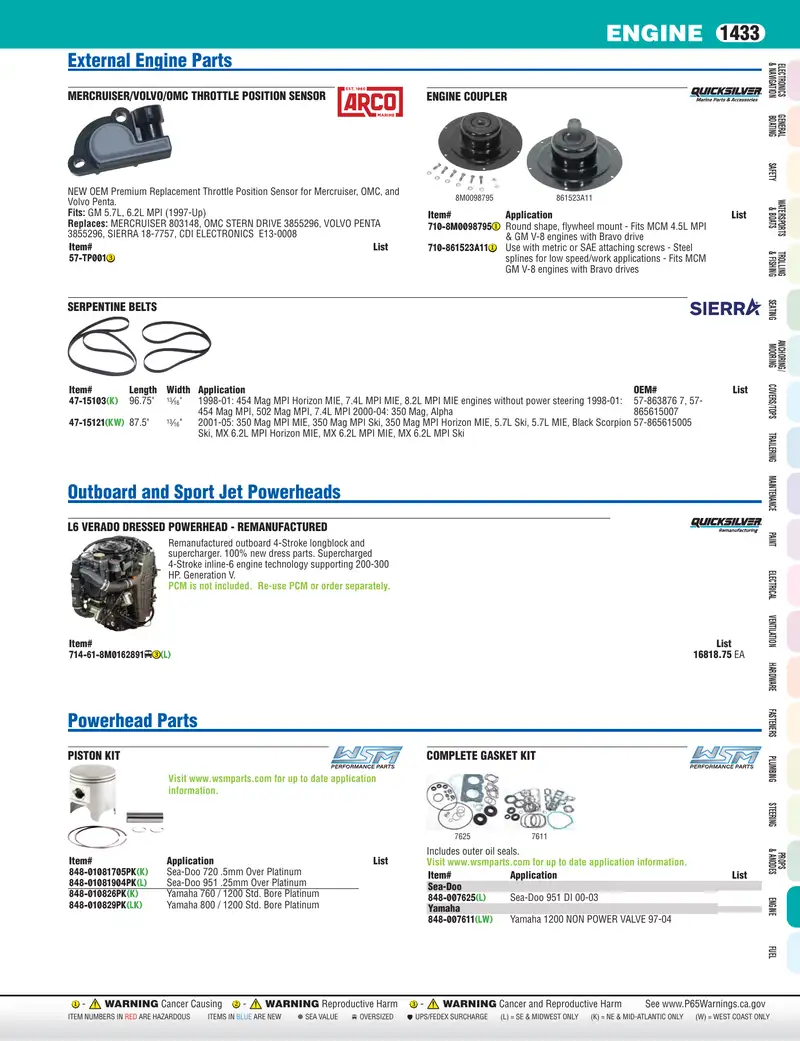 ENGINE 1433
External Engine Parts
MERCRUISER/VOLVO/OMC THROTTLE POSITION SENSOR
EST. 1960
ARCO
MARINE
NEW OEM Premium Replacement Throttle Position Sensor for Mercruiser, OMC, and
Volvo Penta.
Fits: GM 5.7L, 6.2L MPI (1997-Up)
Replaces: MERCRUISER 803148, OMC STERN DRIVE 3855296, VOLVO PENTA
3855296, SIERRA 18-7757, CDI ELECTRONICS E13-0008
Item# List
57-TP001 3
ENGINE COUPLER
QUICKSILVER
Marine Parts & Accessories
8M0098795 861523A11
Item# Application List
710-8M0098795 1 Round shape, flywheel mount - Fits MCM 4.5L MPI
& GM V-8 engines with Bravo drive
710-861523A11 1 Use with metric or SAE attaching screws - Steel
splines for low speed/work applications - Fits MCM
GM V-8 engines with Bravo drives
SERPENTINE BELTS
SIERRA
Item# Length Width Application OEM# List
47-15103(K) 96.75" 13⁄16" 1998-01: 454 Mag MPI Horizon MIE, 7.4L MPI MIE, 8.2L MPI MIE engines without power steering 1998-01: 57-863876 7, 57-
454 Mag MPI, 502 Mag MPI, 7.4L MPI 2000-04: 350 Mag, Alpha 865615007
47-15121(KW) 87.5" 13⁄16" 2001-05: 350 Mag MPI MIE, 350 Mag MPI Ski, 350 Mag MPI Horizon MIE, 5.7L Ski, 5.7L MIE, Black Scorpion 57-865615005
Ski, MX 6.2L MPI Horizon MIE, MX 6.2L MPI MIE, MX 6.2L MPI Ski
Outboard and Sport Jet Powerheads
L6 VERADO DRESSED POWERHEAD - REMANUFACTURED
QUICKSILVER
Remanufacturing
Remanufactured outboard 4-Stroke longblock and
supercharger. 100% new dress parts. Supercharged
4-Stroke inline-6 engine technology supporting 200-300
HP. Generation V.
PCM is not included. Re-use PCM or order separately.
Item# List
714-61-8M0162891 3 (L) 16818.75 EA
Powerhead Parts
PISTON KIT
WSM
PERFORMANCE PARTS
Visit www.wsmparts.com for up to date application
information.
Item# Application List
848-01081705PK(K) Sea-Doo 720 .5mm Over Platinum
848-01081904PK(L) Sea-Doo 951 .25mm Over Platinum
848-010826PK(K) Yamaha 760 / 1200 Std. Bore Platinum
848-010829PK(LK) Yamaha 800 / 1200 Std. Bore Platinum
COMPLETE GASKET KIT
WSM
PERFORMANCE PARTS
7625 7611
Includes outer oil seals.
Visit www.wsmparts.com for up to date application information.
Item# Application List
Sea-Doo
848-007625(L) Sea-Doo 951 DI 00-03
Yamaha
848-007611(LW) Yamaha 1200 NON POWER VALVE 97-04
ELECTRONICS
& NAVIGATION
GENERAL
BOATING
SAFETY
WATERSPORTS
& BOATS
TROLLING
& FISHING
SEATING
ANCHORING/
MOORING
COVERS/TOPS
TRAILERING
MAINTENANCE
PAINT
ELECTRICAL
VENTILATION
HARDWARE
FASTENERS
PLUMBING
STEERING
PROPS
& ANODES
ENGINE
FUEL
1 - WARNING Cancer Causing 2 - WARNING Reproductive Harm 3 - WARNING Cancer and Reproductive Harm See www.P65Warnings.ca.gov
ITEM NUMBERS IN RED ARE HAZARDOUS ITEMS IN BLUE ARE NEW SEA VALUE OVERSIZED UPS/FEDEX SURCHARGE (L) = SE & MIDWEST ONLY (K) = NE & MID-ATLANTIC ONLY (W) = WEST COAST ONLY